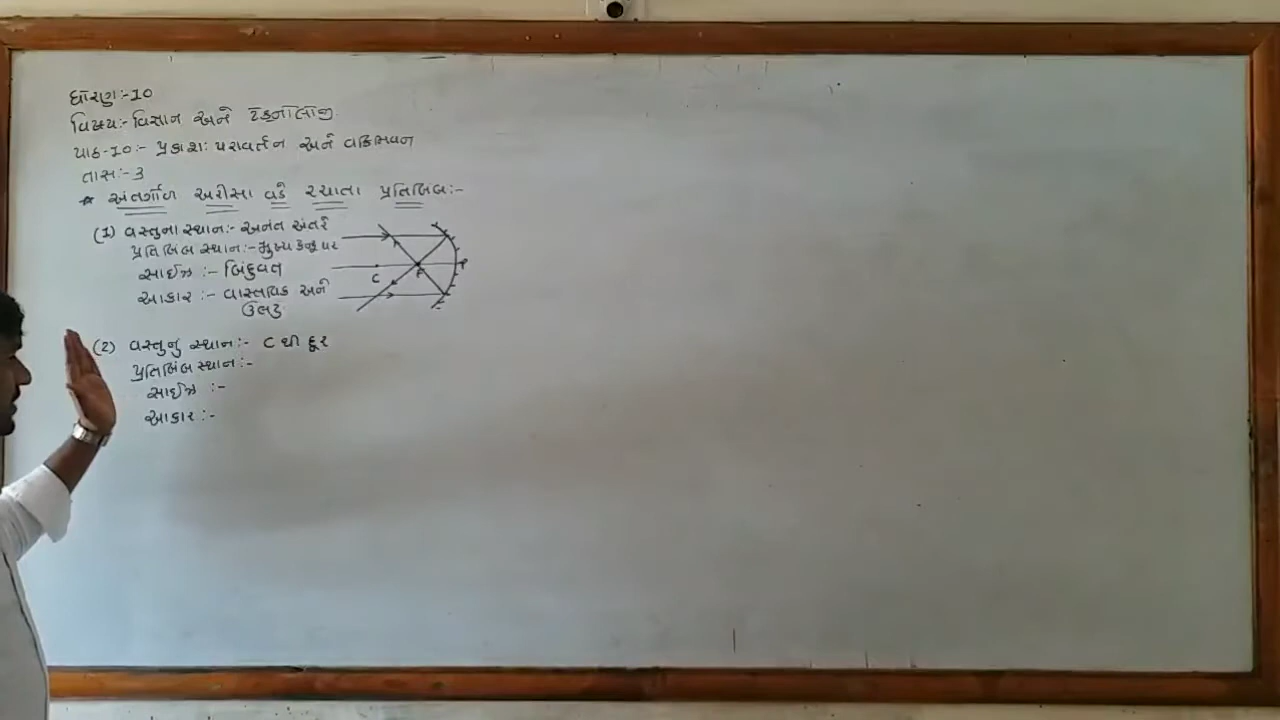 ધોરણ:-10
વિષય:- વિજ્ઞાન અને ટેકનોલોજી
પાઠ-10:- પ્રકાશ: પરાવર્તન અને વક્રિભવન
તાસ:-3
* અંતર્ગોળ અરીસા વડે રચાતા પ્રતિબિંબ:-
(1) વસ્તુના સ્થાન:- અનંત અંતરે
પ્રતિબિંબ સ્થાન:- મુખ્ય કેન્દ્ર પર
સાઈઝ :- બિંદુવત
આકાર :- વાસ્તવિક અને
ઉલટુ
C F P
(2) વસ્તુનુ સ્થાન:- C થી દૂર
પ્રતિબિંબ સ્થાન:-
સાઈઝ :-
આકાર:-